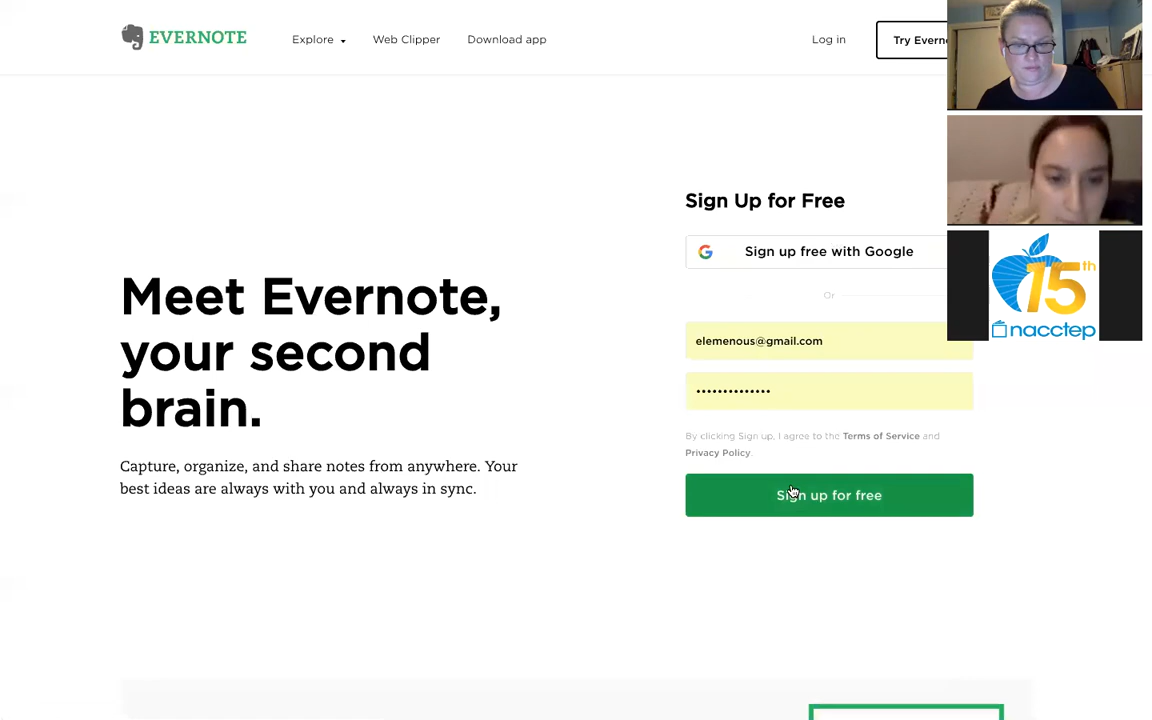 EVERNOTE
Explore
Web Clipper
Download app
Log in
Try Everno
Sign Up for Free
Sign up free with Google
Or
elemenous@gmail.com
••••••••••••••
By clicking Sign up, I agree to the Terms of Service and
Privacy Policy.
Sign up for free
Meet Evernote,
your second
brain.
Capture, organize, and share notes from anywhere. Your
best ideas are always with you and always in sync.
15th
nacctep